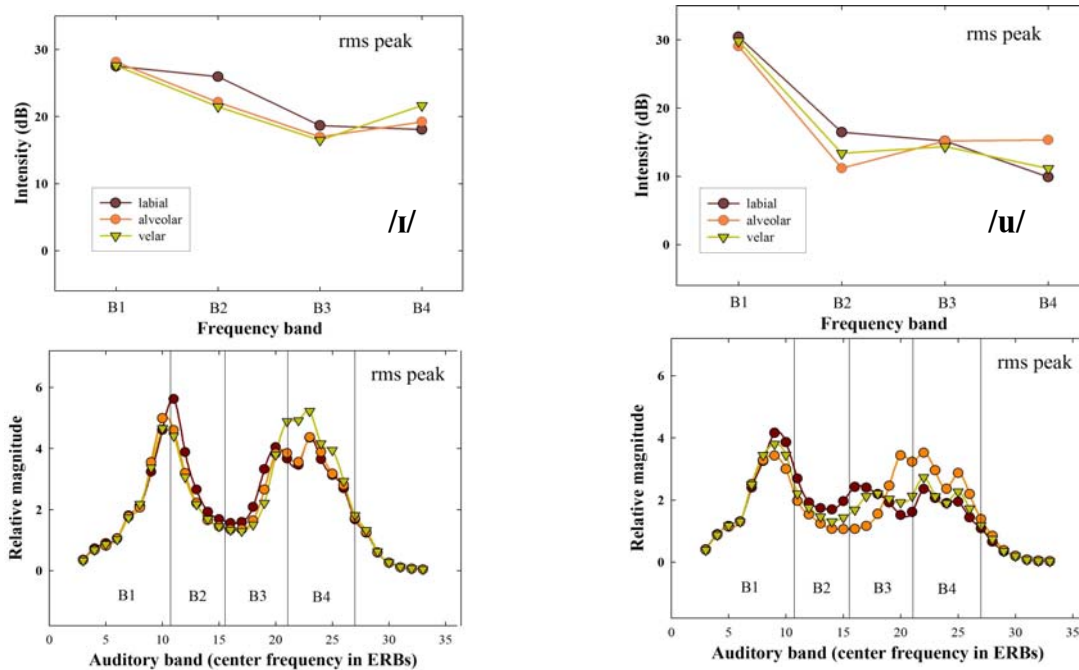 rms peak
30
20
10
0
Intensity (dB)
labial
alveolar
velar
/ɪ/
B1 B2 B3 B4
Frequency band
rms peak
30
20
10
0
Intensity (dB)
labial
alveolar
velar
/u/
B1 B2 B3 B4
Frequency band
rms peak
6
4
2
0
Relative magnitude
B1 B2 B3 B4
0 5 10 15 20 25 30 35
Auditory band (center frequency in ERBs)
rms peak
6
4
2
0
Relative magnitude
B1 B2 B3 B4
0 5 10 15 20 25 30 35
Auditory band (center frequency in ERBs)